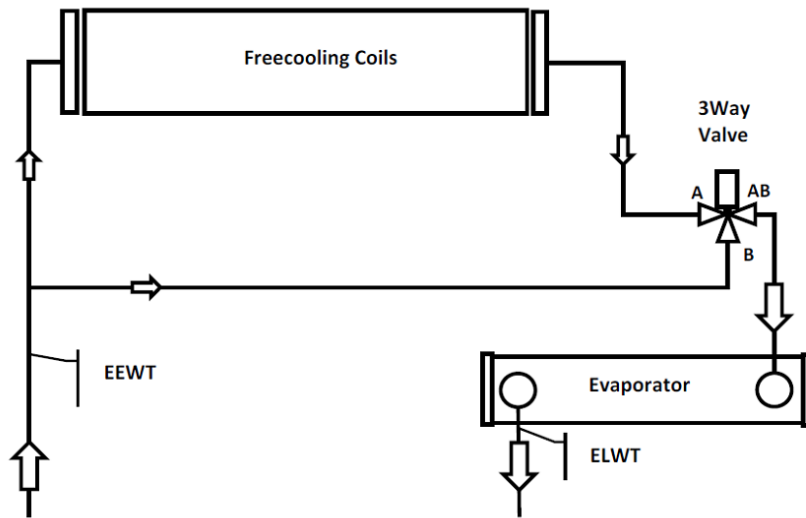 Freecooling Coils
3Way
Valve
A
AB
B
EEWT
Evaporator
ELWT